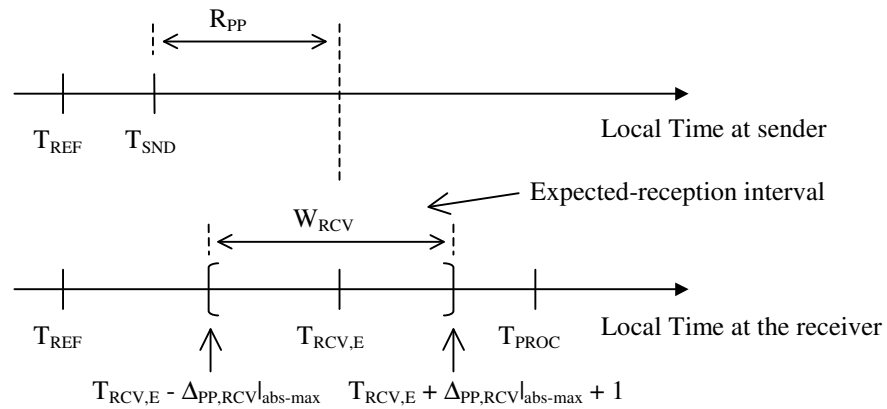 R_PP
T_REF T_SND Local Time at sender
Expected-reception interval
W_RCV
T_REF T_RCV,E T_PROC Local Time at the receiver
T_RCV,E - Δ_PP,RCV|abs-max T_RCV,E + Δ_PP,RCV|abs-max + 1